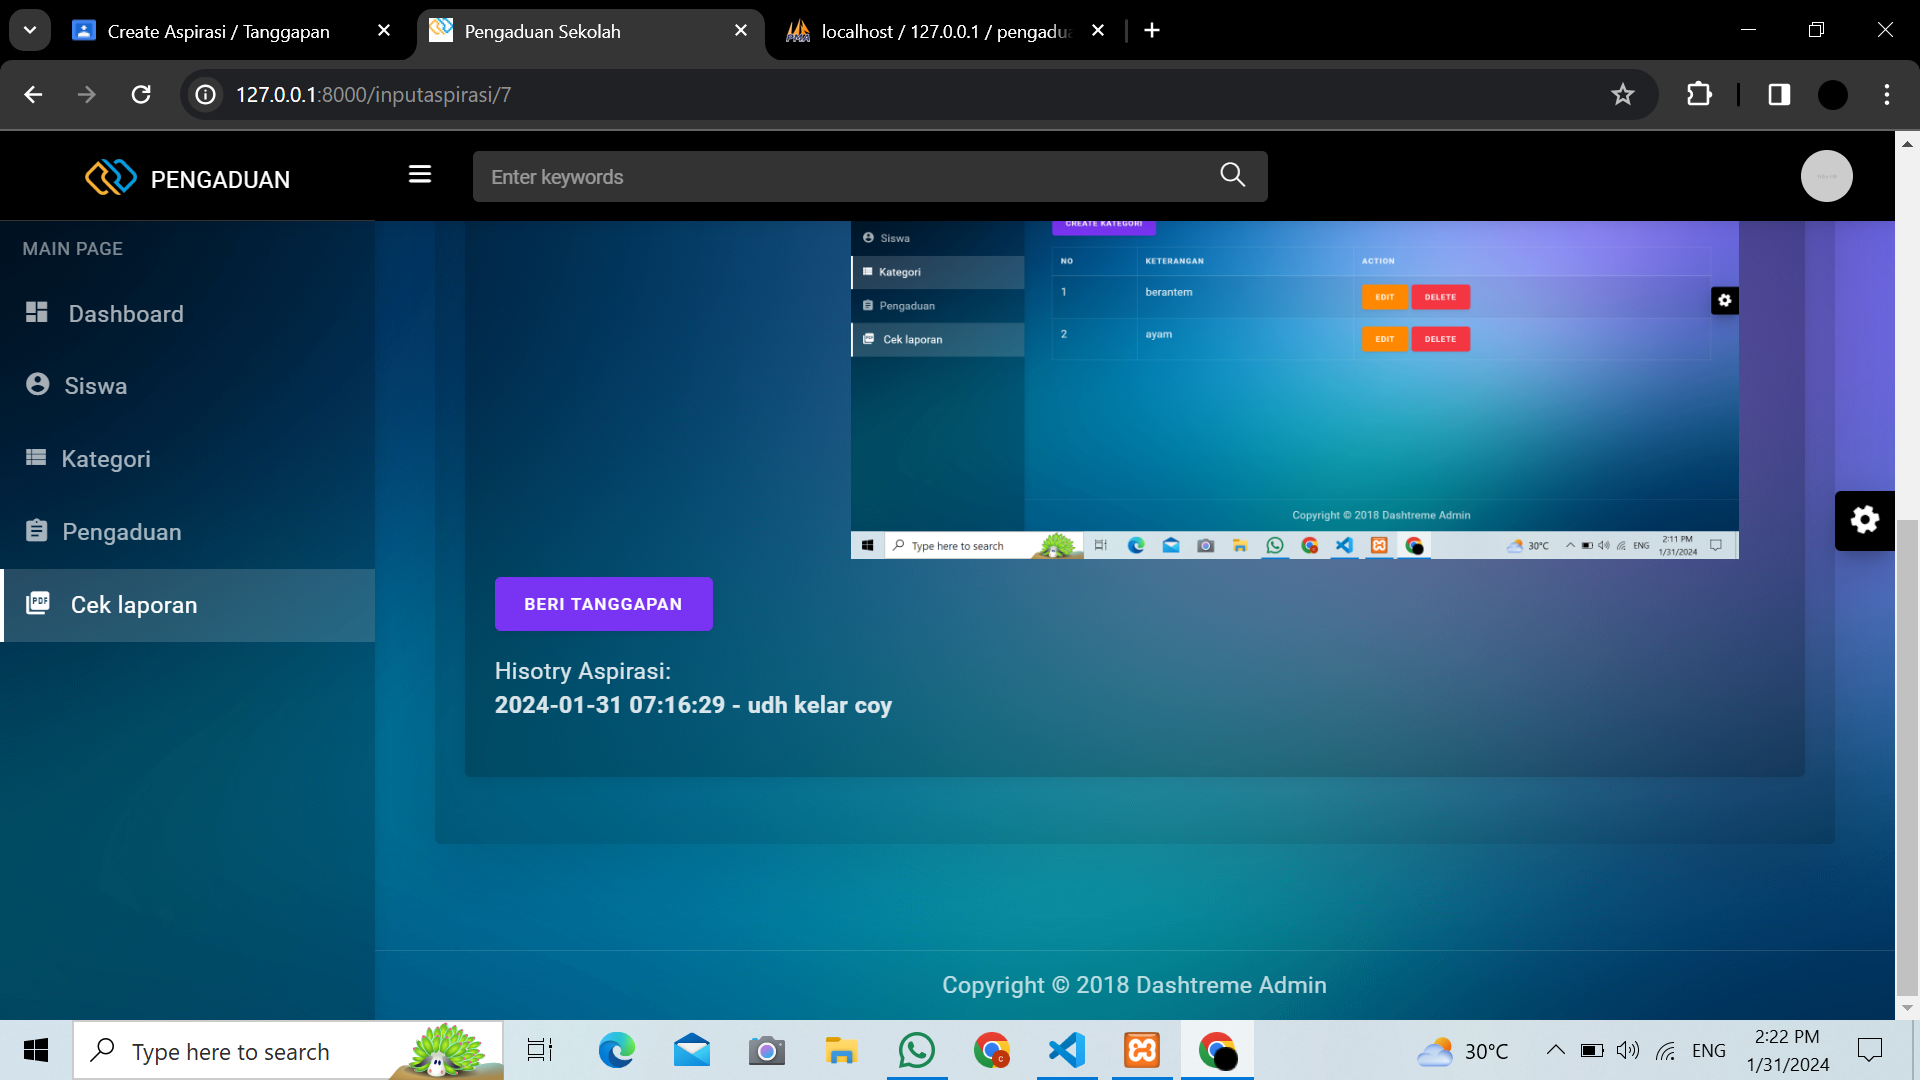 Create Aspirasi / Tanggapan
Pengaduan Sekolah
localhost / 127.0.0.1 / pengadua
127.0.0.1:8000/inputaspirasi/7
PENGADUAN
Enter keywords
MAIN PAGE
Dashboard
Siswa
Kategori
Pengaduan
Cek laporan
CREATE KATEGORI
Siswa
Kategori
Pengaduan
Cek laporan
NO KETERANGAN ACTION
1 berantem EDIT DELETE
2 ayam EDIT DELETE
Copyright © 2018 Dashtreme Admin
Type here to search
30°C
ENG
2:11 PM
1/31/2024
BERI TANGGAPAN
Hisotry Aspirasi:
2024-01-31 07:16:29 - udh kelar coy
Copyright © 2018 Dashtreme Admin
Type here to search
30°C
ENG
2:22 PM
1/31/2024